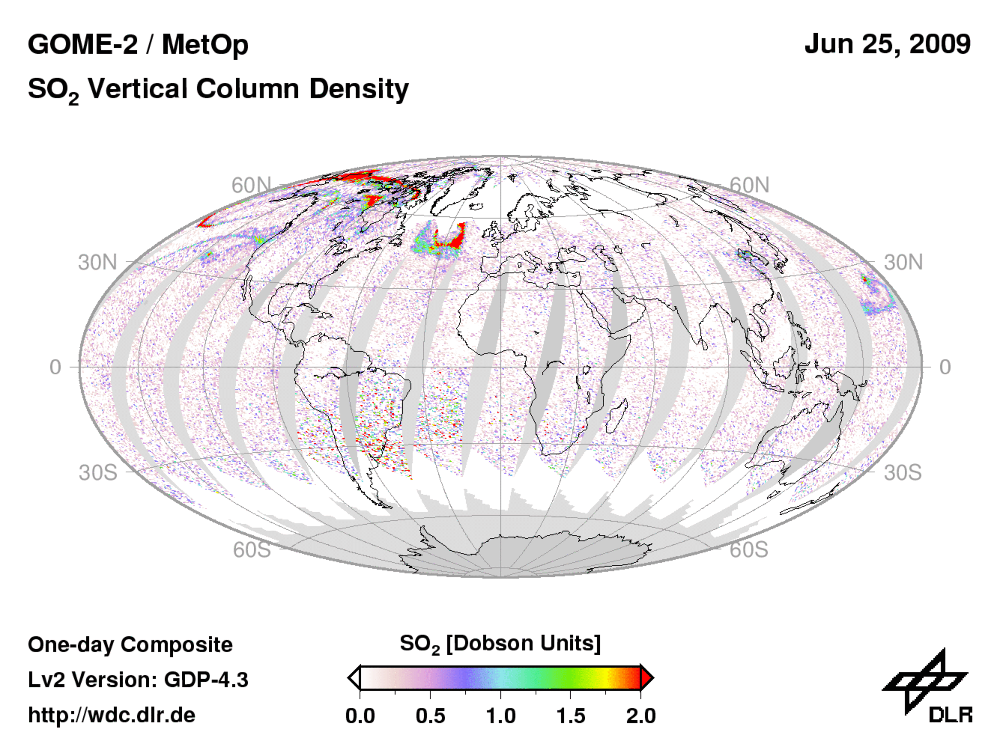 GOME-2 / MetOp
Jun 25, 2009
SO₂ Vertical Column Density
60N
60N
30N
30N
0
0
30S
30S
60S
60S
One-day Composite
SO₂ [Dobson Units]
Lv2 Version: GDP-4.3
http://wdc.dlr.de
0.0 0.5 1.0 1.5 2.0
DLR